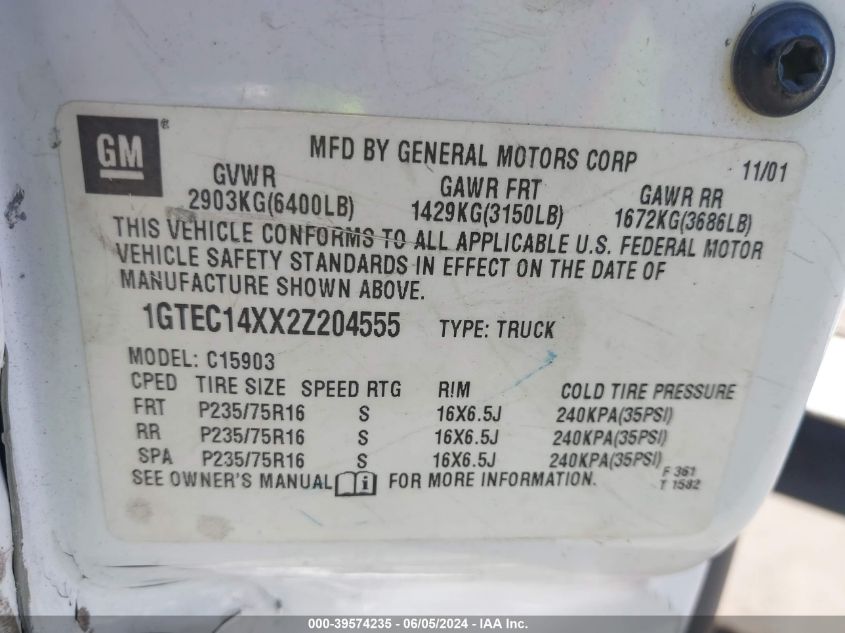 GM ®
MFD BY GENERAL MOTORS CORP 11/01
GVWR GAWR FRT GAWR RR
2903KG(6400LB) 1429KG(3150LB) 1672KG(3686LB)
THIS VEHICLE CONFORMS TO ALL APPLICABLE U.S. FEDERAL MOTOR
VEHICLE SAFETY STANDARDS IN EFFECT ON THE DATE OF
MANUFACTURE SHOWN ABOVE.
1GTEC14XX2Z204555 TYPE: TRUCK
MODEL: C15903
CPED TIRE SIZE SPEED RTG RIM COLD TIRE PRESSURE
FRT P235/75R16 S 16X6.5J 240KPA(35PSI)
RR P235/75R16 S 16X6.5J 240KPA(35PSI)
SPA P235/75R16 S 16X6.5J 240KPA(35PSI)
SEE OWNER'S MANUAL i FOR MORE INFORMATION.
F 361
T 1582
000-39574235 - 06/05/2024 - IAA Inc.